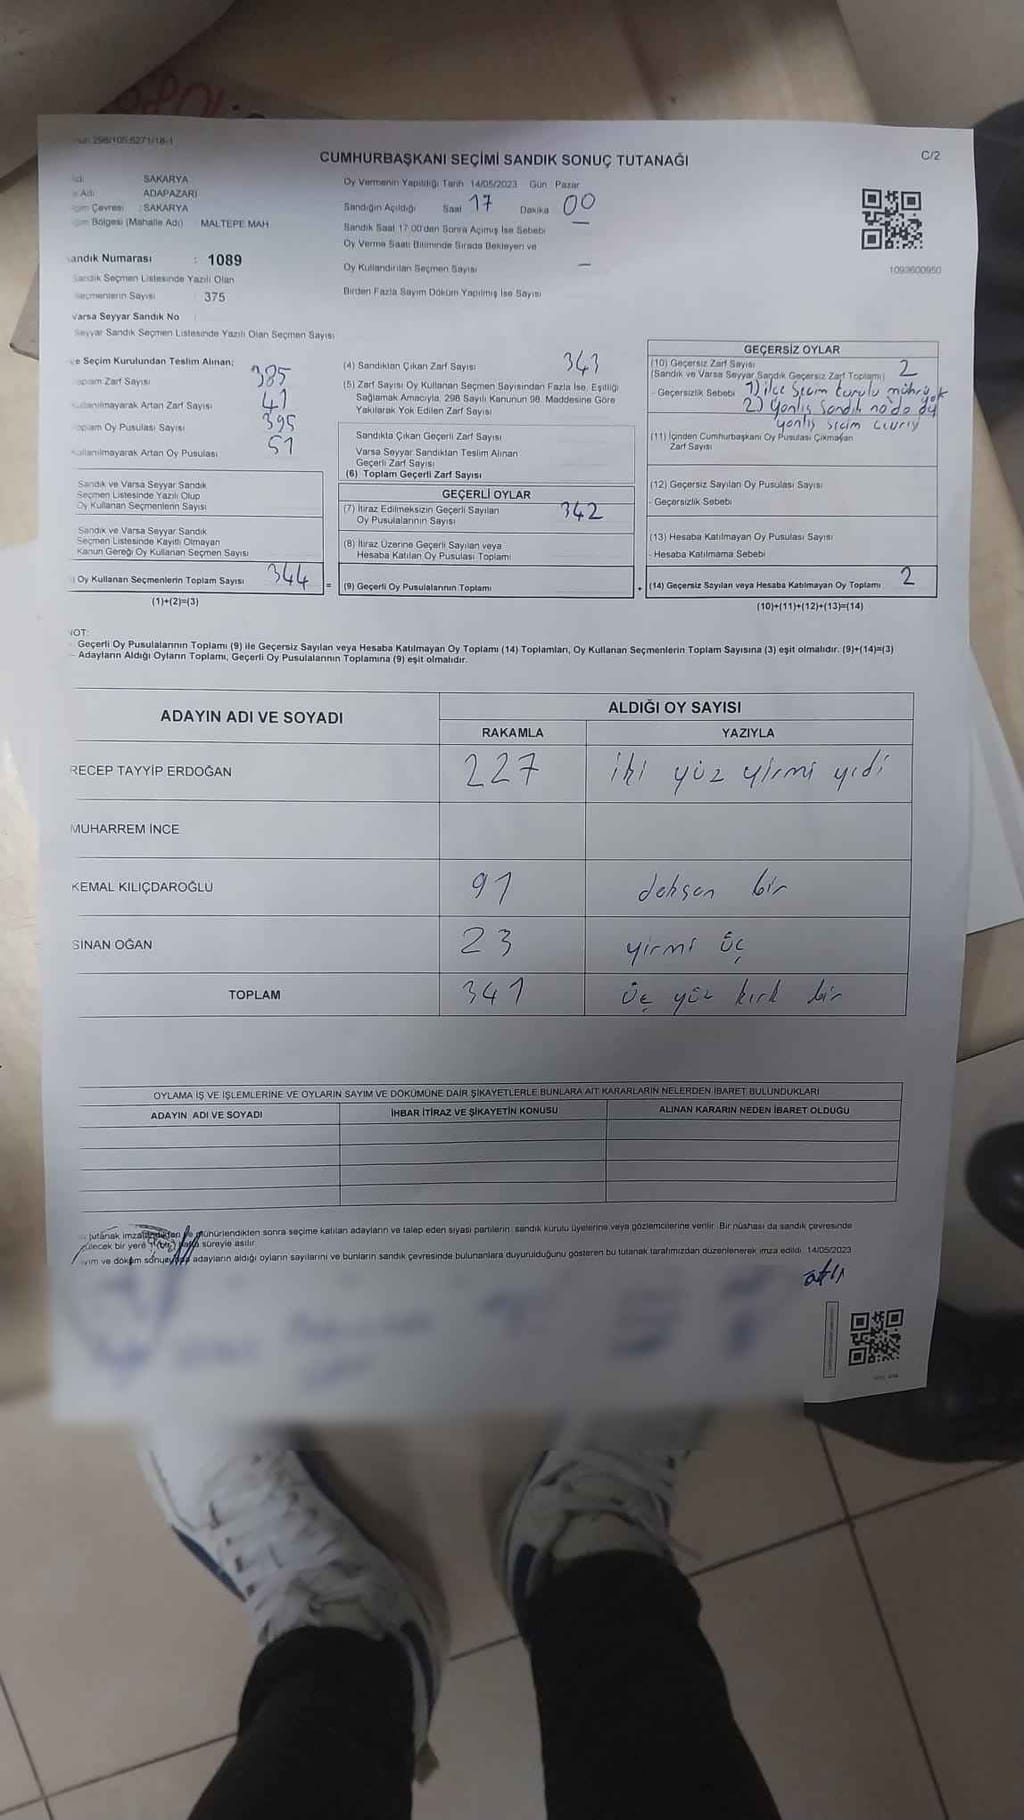 298/105.6271/18-1
CUMHURBAŞKANI SEÇİMİ SANDIK SONUÇ TUTANAĞI
C/2
SAKARYA
Adı ADAPAZARI
Çevresi : SAKARYA
Bölgesi (Mahalle Adı) MALTEPE MAH
andık Numarası : 1089
Sandık Seçmen Listesinde Yazılı Olan
Seçmenlerin Sayısı 375
Varsa Seyyar Sandık No
Seyyar Sandık Seçmen Listesinde Yazılı Olan Seçmen Sayısı
Oy Vermenin Yapıldığı Tarih 14/05/2023 Gün Pazar
Sandığın Açıldığı Saat 17 Dakika 00
Sandık Saat 17:00'den Sonra Açılmış İse Sebebi —
Oy Verme Saati Bitiminde Sırada Bekleyen ve
Oy Kullandırılan Seçmen Sayısı —
Birden Fazla Sayım Döküm Yapılmış İse Sayısı
1093600950
e Seçim Kurulundan Teslim Alınan;
oplam Zarf Sayısı 385
Kullanılmayarak Artan Zarf Sayısı 41
oplam Oy Pusulası Sayısı 395
Kullanılmayarak Artan Oy Pusulası 51
Sandık ve Varsa Seyyar Sandık
Seçmen Listesinde Yazılı Olup
Oy Kullanan Seçmenlerin Sayısı
Sandık ve Varsa Seyyar Sandık
Seçmen Listesinde Kayıtlı Olmayan
Kanun Gereği Oy Kullanan Seçmen Sayısı
) Oy Kullanan Seçmenlerin Toplam Sayısı 344
(1)+(2)=(3)
(4) Sandıktan Çıkan Zarf Sayısı 343
(5) Zarf Sayısı Oy Kullanan Seçmen Sayısından Fazla İse, Eşitliği
Sağlamak Amacıyla, 298 Sayılı Kanunun 98. Maddesine Göre
Yakılarak Yok Edilen Zarf Sayısı
Sandıkta Çıkan Geçerli Zarf Sayısı
Varsa Seyyar Sandıktan Teslim Alınan
Geçerli Zarf Sayısı
(6) Toplam Geçerli Zarf Sayısı
GEÇERLİ OYLAR
(7) İtiraz Edilmeksizin Geçerli Sayılan
Oy Pusulalarının Sayısı 342
(8) İtiraz Üzerine Geçerli Sayılan veya
Hesaba Katılan Oy Pusulası Toplamı
= (9) Geçerli Oy Pusulalarının Toplamı
GEÇERSİZ OYLAR
(10) Geçersiz Zarf Sayısı
(Sandık ve Varsa Seyyar Sandık Geçersiz Zarf Toplamı) 2
- Geçersizlik Sebebi 1) ilçe Seçim kurulu mührü yok
2) Yanlış Sandık no da oy
yanlış seçim çevriy
(11) İçinden Cumhurbaşkanı Oy Pusulası Çıkmayan
Zarf Sayısı
(12) Geçersiz Sayılan Oy Pusulası Sayısı
- Geçersizlik Sebebi
(13) Hesaba Katılmayan Oy Pusulası Sayısı
- Hesaba Katılmama Sebebi
+ (14) Geçersiz Sayılan veya Hesaba Katılmayan Oy Toplamı 2
(10)+(11)+(12)+(13)=(14)
NOT:
- Geçerli Oy Pusulalarının Toplamı (9) ile Geçersiz Sayılan veya Hesaba Katılmayan Oy Toplamı (14) Toplamları, Oy Kullanan Seçmenlerin Toplam Sayısına (3) eşit olmalıdır. (9)+(14)=(3)
- Adayların Aldığı Oyların Toplamı, Geçerli Oy Pusulalarının Toplamına (9) eşit olmalıdır.
ADAYIN ADI VE SOYADI
ALDIĞI OY SAYISI
RAKAMLA YAZIYLA
RECEP TAYYİP ERDOĞAN 227 iki yüz yirmi yedi
MUHARREM İNCE
KEMAL KILIÇDAROĞLU 91 doksan bir
SİNAN OĞAN 23 yirmi üç
TOPLAM 341 üç yüz kırk bir
OYLAMA İŞ VE İŞLEMLERİNE VE OYLARIN SAYIM VE DÖKÜMÜNE DAİR ŞİKAYETLERLE BUNLARA AİT KARARLARIN NELERDEN İBARET BULUNDUKLARI
ADAYIN ADI VE SOYADI İHBAR İTİRAZ VE ŞİKAYETİN KONUSU ALINAN KARARIN NEDEN İBARET OLDUĞU
tutanak imzalandıktan ve mühürlendikten sonra seçime katılan adayların ve talep eden siyasi partilerin, sandık kurulu üyelerine veya gözlemcilerine verilir. Bir nüshası da sandık çevresinde
bir yere süreyle asılır.
yım ve döküm sonucunda adayların aldığı oyların sayılarını ve bunların sandık çevresinde bulunanlara duyurulduğunu gösteren bu tutanak tarafımızdan düzenlenerek imza edildi. 14/05/2023